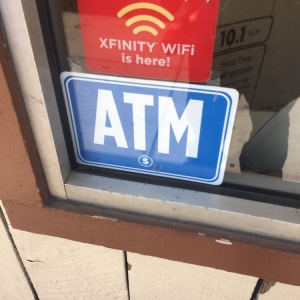 XFINITY WiFi
is here!
10.1
ATM
$